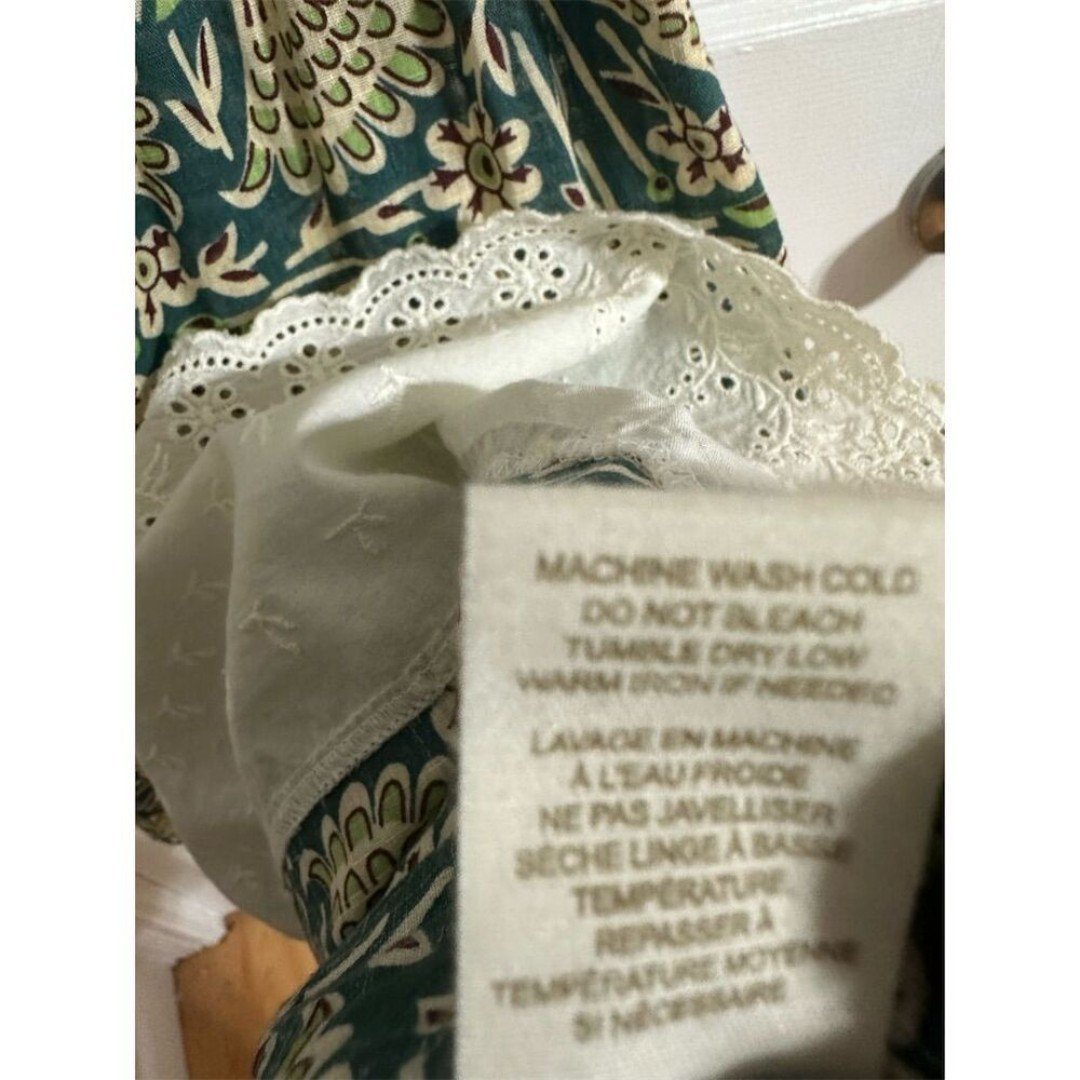 MACHINE WASH COLD
DO NOT BLEACH
TUMBLE DRY LOW
WARM IRON IF NEEDED
LAVAGE EN MACHINE
À L'EAU FROIDE
NE PAS JAVELLISER
SÈCHE LINGE À BASSE
TEMPÉRATURE
REPASSER À
TEMPÉRATURE MOYENNE
SI NÉCESSAIRE